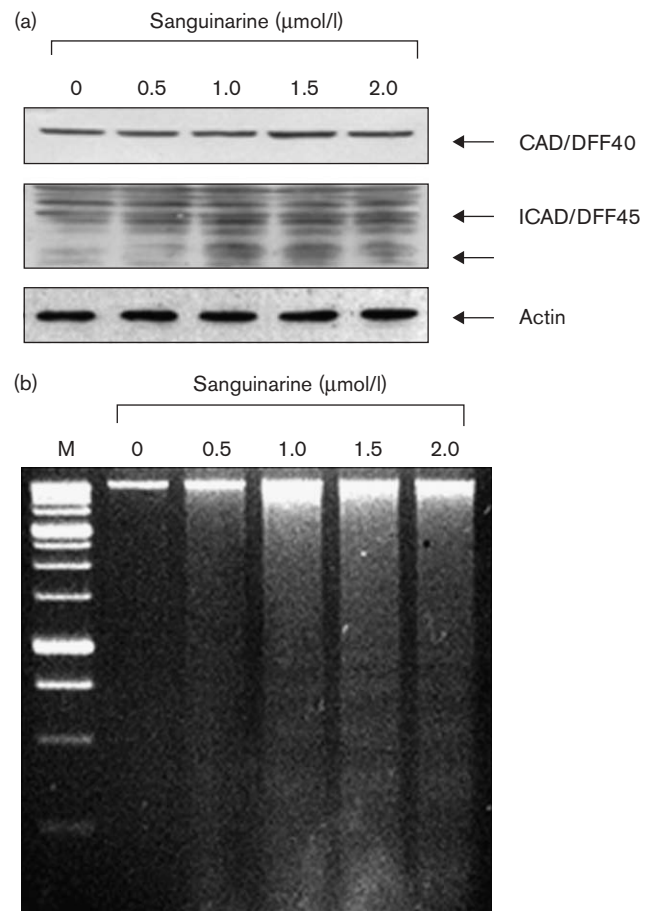 (a)
Sanguinarine (μmol/l)
0 0.5 1.0 1.5 2.0
CAD/DFF40
ICAD/DFF45
Actin
(b)
Sanguinarine (μmol/l)
M 0 0.5 1.0 1.5 2.0